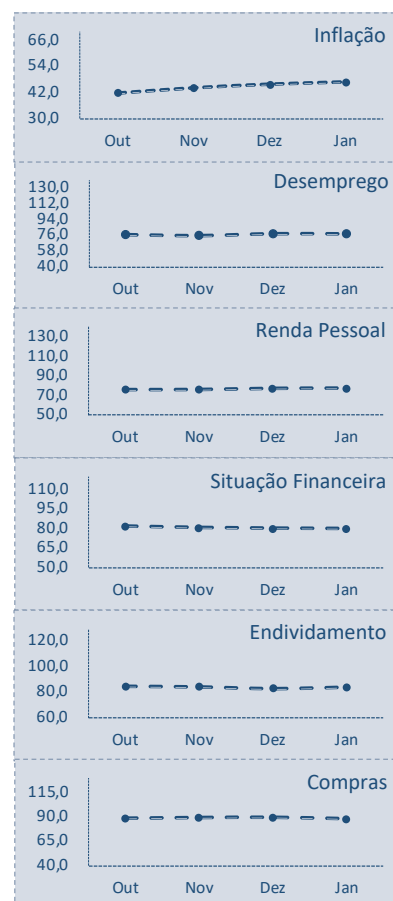 Inflação
66,0
54,0
42,0
30,0
Out Nov Dez Jan
Desemprego
130,0
112,0
94,0
76,0
58,0
40,0
Out Nov Dez Jan
Renda Pessoal
130,0
110,0
90,0
70,0
50,0
Out Nov Dez Jan
Situação Financeira
110,0
95,0
80,0
65,0
50,0
Out Nov Dez Jan
Endividamento
120,0
100,0
80,0
60,0
Out Nov Dez Jan
Compras
115,0
90,0
65,0
40,0
Out Nov Dez Jan